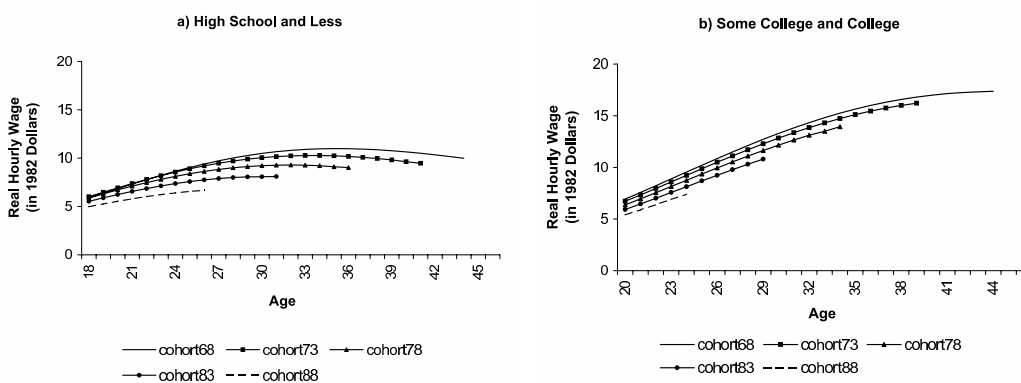 a) High School and Less
20
15
10
5
0
Real Hourly Wage
(in 1982 Dollars)
18 21 24 27 30 33 36 39 42 45
Age
cohort68 cohort73 cohort78
cohort83 cohort88
b) Some College and College
20
15
10
5
0
Real Hourly Wage
(in 1982 Dollars)
20 23 26 29 32 35 38 41 44
Age
cohort68 cohort73 cohort78
cohort83 cohort88